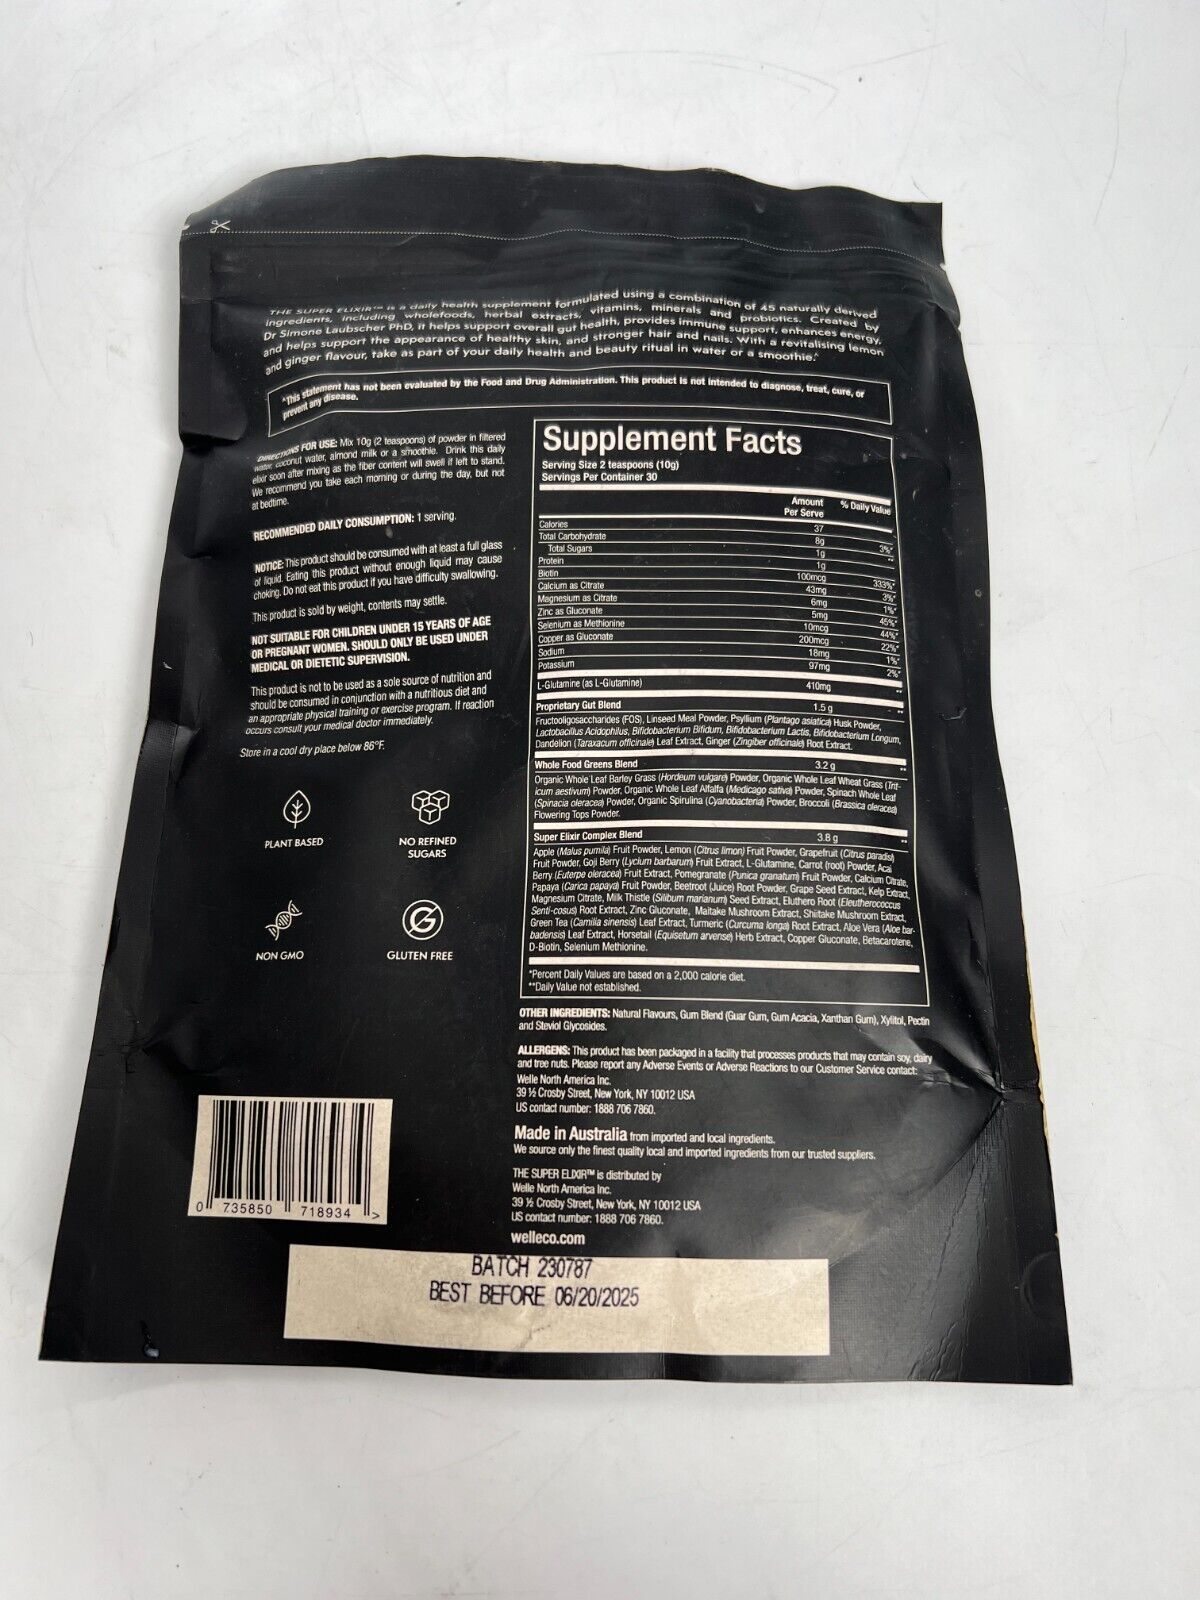 THE SUPER ELIXIR™ is a daily health supplement formulated using a combination of 45 naturally derived
ingredients, including wholefoods, herbal extracts, vitamins, minerals and probiotics. Created by
Dr Simone Laubscher PhD, it helps support overall gut health, provides immune support, enhances energy,
and helps support the appearance of healthy skin, and stronger hair and nails. With a revitalising lemon
and ginger flavour, take as part of your daily health and beauty ritual in water or a smoothie.^
^This statement has not been evaluated by the Food and Drug Administration. This product is not intended to diagnose, treat, cure, or
prevent any disease.
DIRECTIONS FOR USE: Mix 10g (2 teaspoons) of powder in filtered
water, coconut water, almond milk or a smoothie. Drink this daily
elixir soon after mixing as the fiber content will swell if left to stand.
We recommend you take each morning or during the day, but not
at bedtime.
RECOMMENDED DAILY CONSUMPTION: 1 serving.
NOTICE: This product should be consumed with at least a full glass
of liquid. Eating this product without enough liquid may cause
choking. Do not eat this product if you have difficulty swallowing.
This product is sold by weight, contents may settle.
NOT SUITABLE FOR CHILDREN UNDER 15 YEARS OF AGE
OR PREGNANT WOMEN. SHOULD ONLY BE USED UNDER
MEDICAL OR DIETETIC SUPERVISION.
This product is not to be used as a sole source of nutrition and
should be consumed in conjunction with a nutritious diet and
an appropriate physical training or exercise program. If reaction
occurs consult your medical doctor immediately.
Store in a cool dry place below 86°F.
PLANT BASED
NO REFINED
SUGARS
NON GMO
GLUTEN FREE
Supplement Facts
Serving Size 2 teaspoons (10g)
Servings Per Container 30
Amount
Per Serve % Daily Value
Calories 37
Total Carbohydrate 8g 3%*
Total Sugars 1g **
Protein 1g
Biotin 100mcg 333%*
Calcium as Citrate 43mg 3%*
Magnesium as Citrate 6mg 1%*
Zinc as Gluconate 5mg 45%*
Selenium as Methionine 10mcg 44%*
Copper as Gluconate 200mcg 22%*
Sodium 18mg 1%*
Potassium 97mg 2%*
L-Glutamine (as L-Glutamine) 410mg **
Proprietary Gut Blend 1.5 g **
Fructooligosaccharides (FOS), Linseed Meal Powder, Psyllium (Plantago asiatica) Husk Powder,
Lactobacillus Acidophilus, Bifidobacterium Bifidum, Bifidobacterium Lactis, Bifidobacterium Longum,
Dandelion (Taraxacum officinale) Leaf Extract, Ginger (Zingiber officinale) Root Extract.
Whole Food Greens Blend 3.2 g **
Organic Whole Leaf Barley Grass (Hordeum vulgare) Powder, Organic Whole Leaf Wheat Grass (Trit-
icum aestivum) Powder, Organic Whole Leaf Alfalfa (Medicago sativa) Powder, Spinach Whole Leaf
(Spinacia oleracea) Powder, Organic Spirulina (Cyanobacteria) Powder, Broccoli (Brassica oleracea)
Flowering Tops Powder.
Super Elixir Complex Blend 3.8 g **
Apple (Malus pumila) Fruit Powder, Lemon (Citrus limon) Fruit Powder, Grapefruit (Citrus paradisi)
Fruit Powder, Goji Berry (Lycium barbarum) Fruit Extract, L-Glutamine, Carrot (root) Powder, Acai
Berry (Euterpe oleracea) Fruit Extract, Pomegranate (Punica granatum) Fruit Powder, Calcium Citrate,
Papaya (Carica papaya) Fruit Powder, Beetroot (Juice) Root Powder, Grape Seed Extract, Kelp Extract,
Magnesium Citrate, Milk Thistle (Silibum marianum) Seed Extract, Eluthero Root (Eleutherococcus
Senti-cosus) Root Extract, Zinc Gluconate, Maitake Mushroom Extract, Shiitake Mushroom Extract,
Green Tea (Camilla sinensis) Leaf Extract, Turmeric (Curcuma longa) Root Extract, Aloe Vera (Aloe bar-
badensis) Leaf Extract, Horsetail (Equisetum arvense) Herb Extract, Copper Gluconate, Betacarotene,
D-Biotin, Selenium Methionine.
*Percent Daily Values are based on a 2,000 calorie diet.
**Daily Value not established.
OTHER INGREDIENTS: Natural Flavours, Gum Blend (Guar Gum, Gum Acacia, Xanthan Gum), Xylitol, Pectin
and Steviol Glycosides.
ALLERGENS: This product has been packaged in a facility that processes products that may contain soy, dairy
and tree nuts. Please report any Adverse Events or Adverse Reactions to our Customer Service contact:
Welle North America Inc.
39 ½ Crosby Street, New York, NY 10012 USA
US contact number: 1888 706 7860.
Made in Australia from imported and local ingredients.
We source only the finest quality local and imported ingredients from our trusted suppliers.
THE SUPER ELIXIR™ is distributed by
Welle North America Inc.
39 ½ Crosby Street, New York, NY 10012 USA
US contact number: 1888 706 7860.
welleco.com
0 735850 718934 >
BATCH 230787
BEST BEFORE 06/20/2025